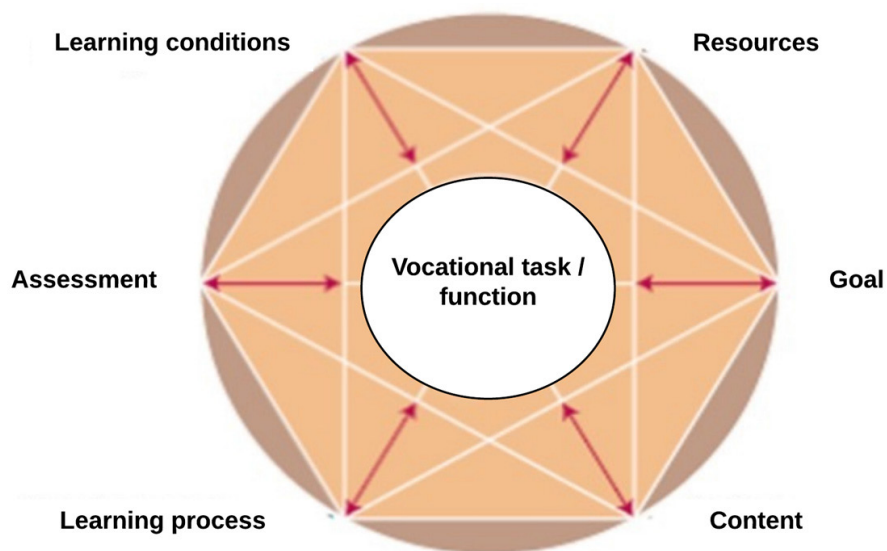 Learning conditions
Resources
Assessment
Vocational task /
function
Goal
Learning process
Content